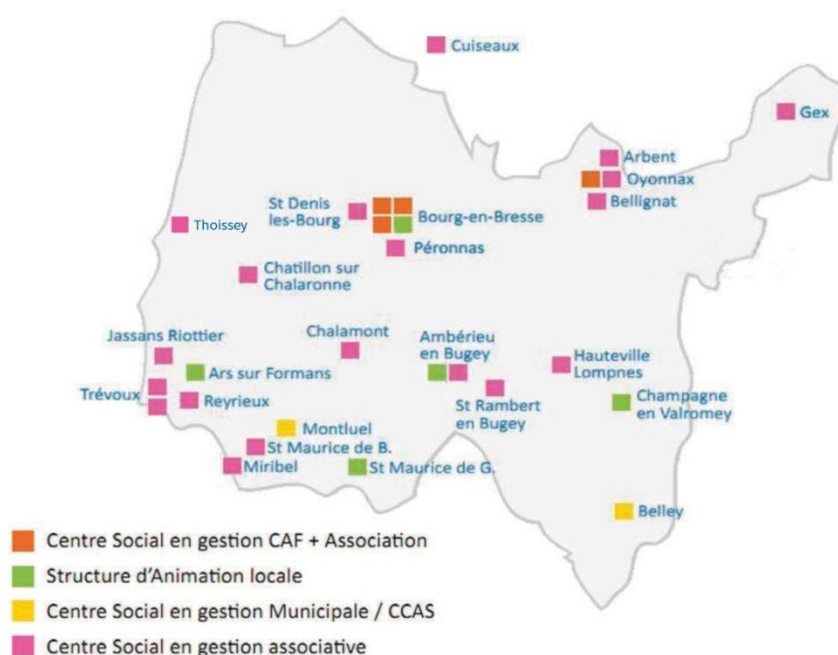 Cuiseaux
Gex
Arbent
Oyonnax
Bellignat
St Denis
les-Bourg
Bourg-en-Bresse
Thoissey
Péronnas
Chatillon sur
Chalaronne
Jassans Riottier
Chalamont
Ambérieu
en Bugey
Hauteville
Lompnes
Ars sur Formans
Trévoux
Reyrieux
St Rambert
en Bugey
Champagne
en Valromey
Montluel
St Maurice de B.
Miribel
St Maurice de G.
Belley
Centre Social en gestion CAF + Association
Structure d'Animation locale
Centre Social en gestion Municipale / CCAS
Centre Social en gestion associative